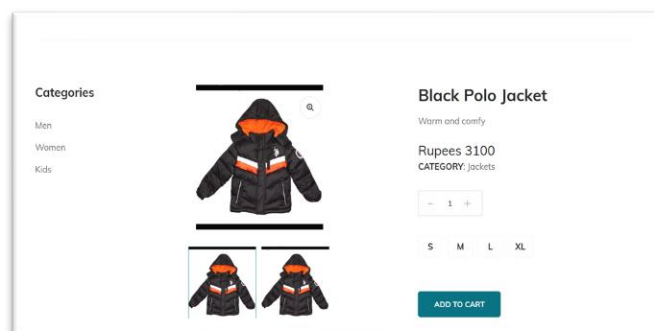 Categories
Men
Women
Kids
Black Polo Jacket
Warm and comfy
Rupees 3100
CATEGORY: Jackets
- 1 +
S M L XL
ADD TO CART